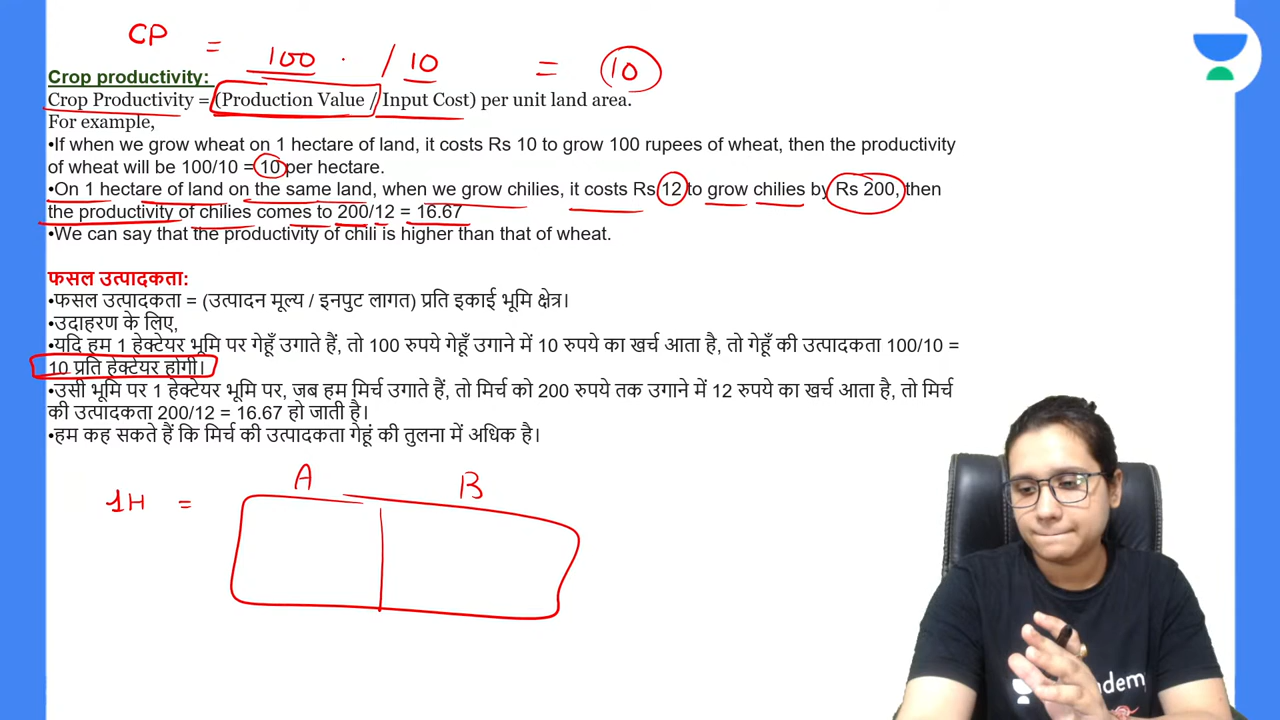 CP = 100 / 10 = 10
Crop productivity:
Crop Productivity = (Production Value / Input Cost) per unit land area.
For example,
•If when we grow wheat on 1 hectare of land, it costs Rs 10 to grow 100 rupees of wheat, then the productivity
of wheat will be 100/10 = 10 per hectare.
•On 1 hectare of land on the same land, when we grow chilies, it costs Rs 12 to grow chilies by Rs 200, then
the productivity of chilies comes to 200/12 = 16.67
•We can say that the productivity of chili is higher than that of wheat.
फसल उत्पादकता:
•फसल उत्पादकता = (उत्पादन मूल्य / इनपुट लागत) प्रति इकाई भूमि क्षेत्र।
•उदाहरण के लिए,
•यदि हम 1 हेक्टेयर भूमि पर गेहूँ उगाते हैं, तो 100 रुपये गेहूँ उगाने में 10 रुपये का खर्च आता है, तो गेहूँ की उत्पादकता 100/10 =
10 प्रति हेक्टेयर होगी।
•उसी भूमि पर 1 हेक्टेयर भूमि पर, जब हम मिर्च उगाते हैं, तो मिर्च को 200 रुपये तक उगाने में 12 रुपये का खर्च आता है, तो मिर्च
की उत्पादकता 200/12 = 16.67 हो जाती है।
•हम कह सकते हैं कि मिर्च की उत्पादकता गेहूं की तुलना में अधिक है।
A B
1H =